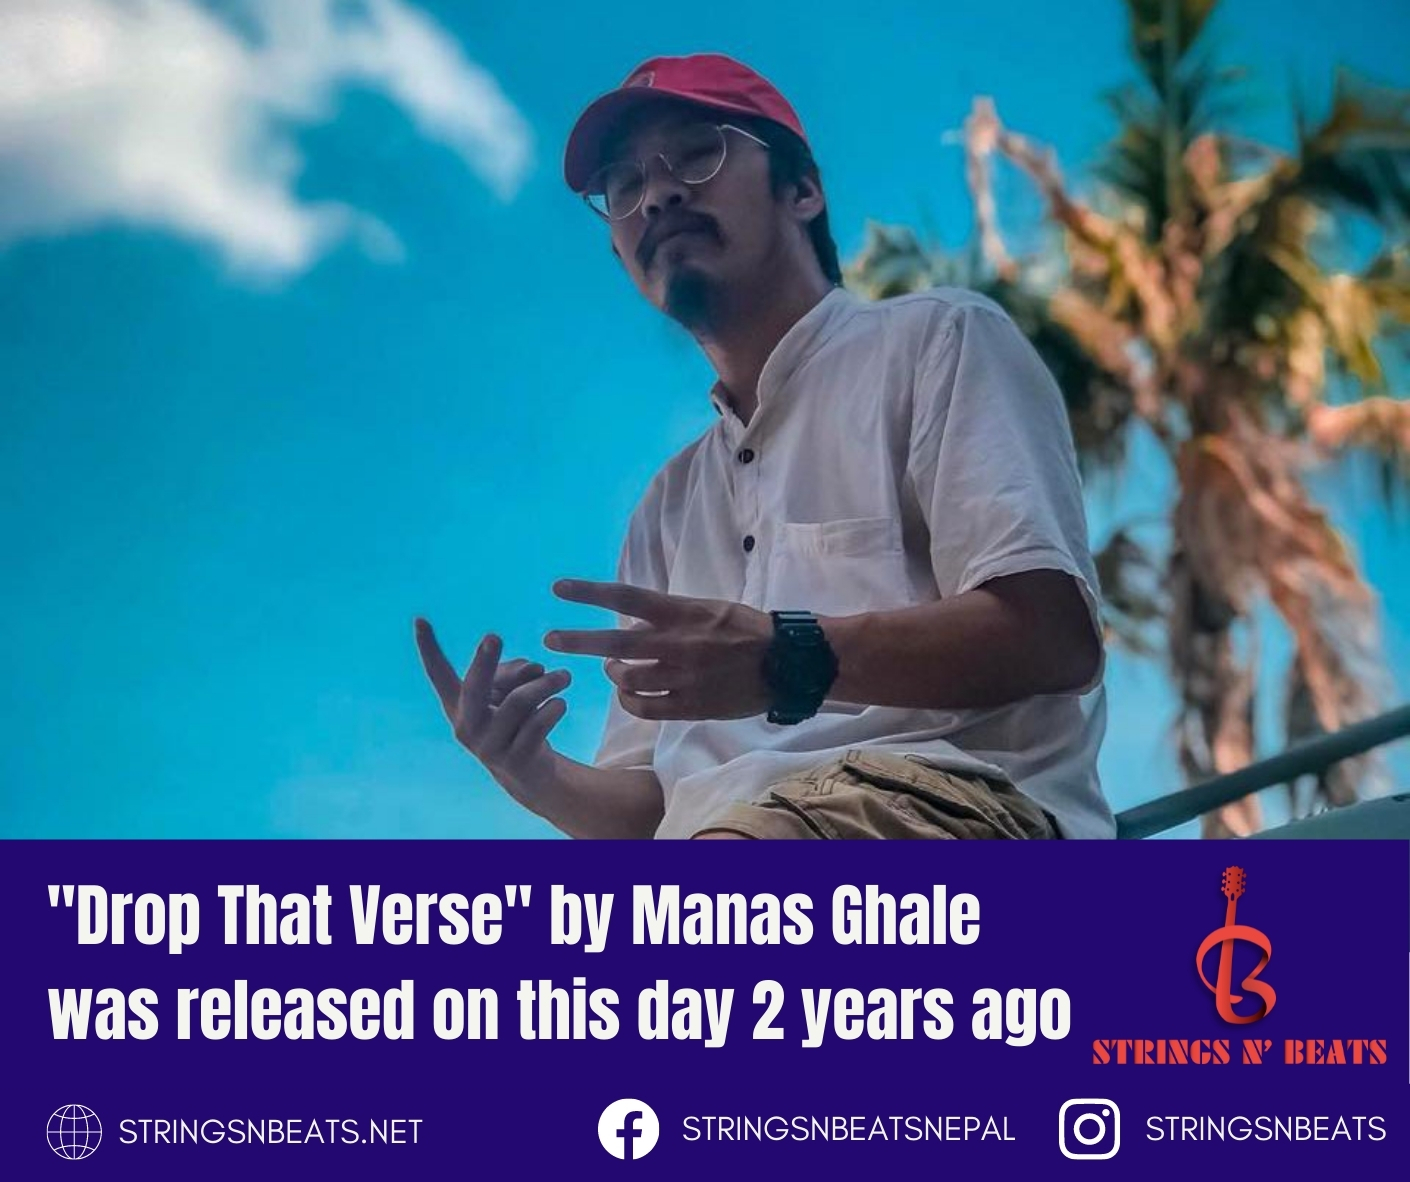 "Drop That Verse" by Manas Ghale
was released on this day 2 years ago
STRINGS N' BEATS
STRINGSNBEATS.NET
STRINGSNBEATSNEPAL
STRINGSNBEATS